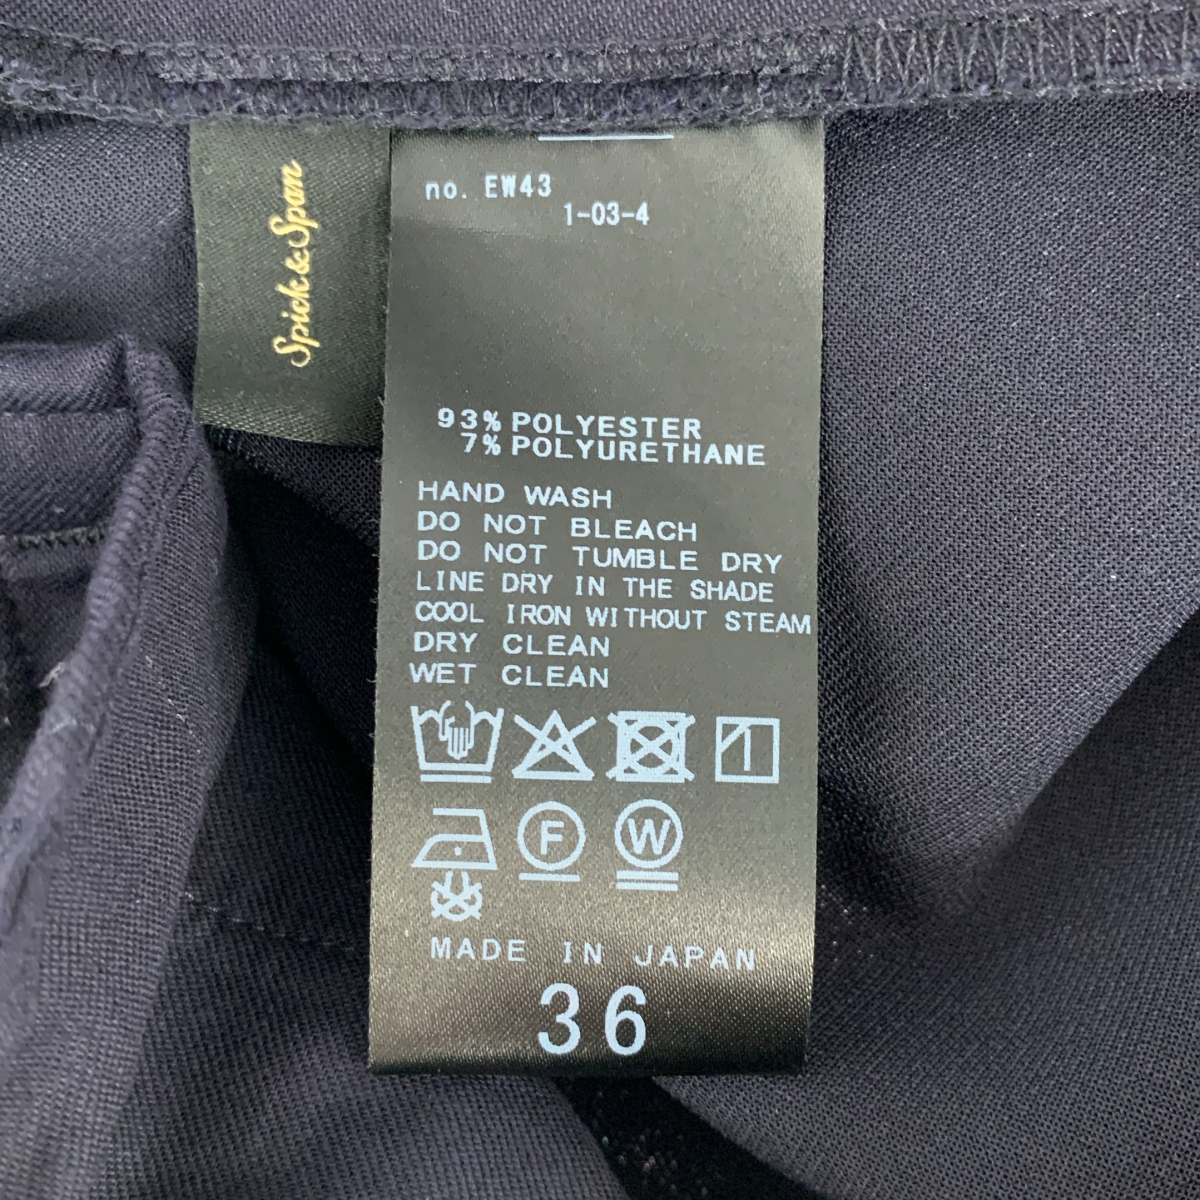 Spick & Span
no. EW43
1-03-4
93% POLYESTER
7% POLYURETHANE
HAND WASH
DO NOT BLEACH
DO NOT TUMBLE DRY
LINE DRY IN THE SHADE
COOL IRON WITHOUT STEAM
DRY CLEAN
WET CLEAN
F W
MADE IN JAPAN
36